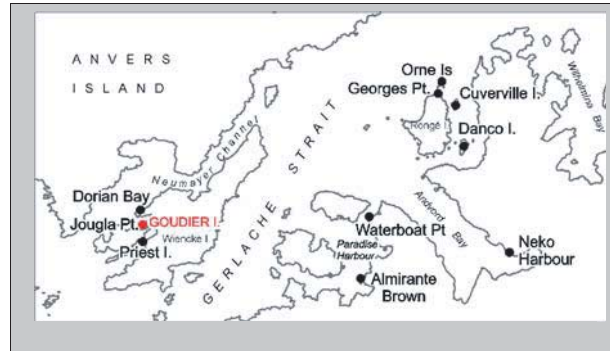 ANVERS
ISLAND
Orne Is
Georges Pt.
Cuverville I.
Rongé I.
Danco I.
Wilhelmina Bay
Neumayer Channel
GERLACHE STRAIT
Dorian Bay
Jougla Pt.
GOUDIER I.
Wiencke I.
Priest I.
Waterboat Pt
Andvord Bay
Paradise
Harbour
Neko
Harbour
Almirante
Brown